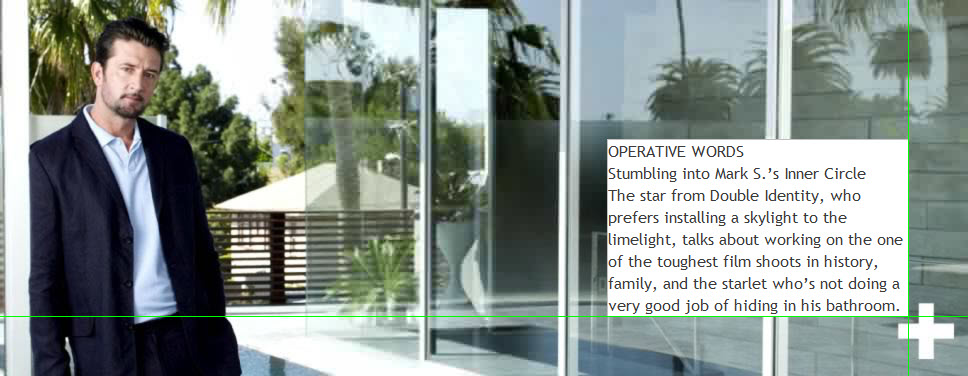 OPERATIVE WORDS
Stumbling into Mark S.’s Inner Circle
The star from Double Identity, who
prefers installing a skylight to the
limelight, talks about working on the one
of the toughest film shoots in history,
family, and the starlet who’s not doing a
very good job of hiding in his bathroom.